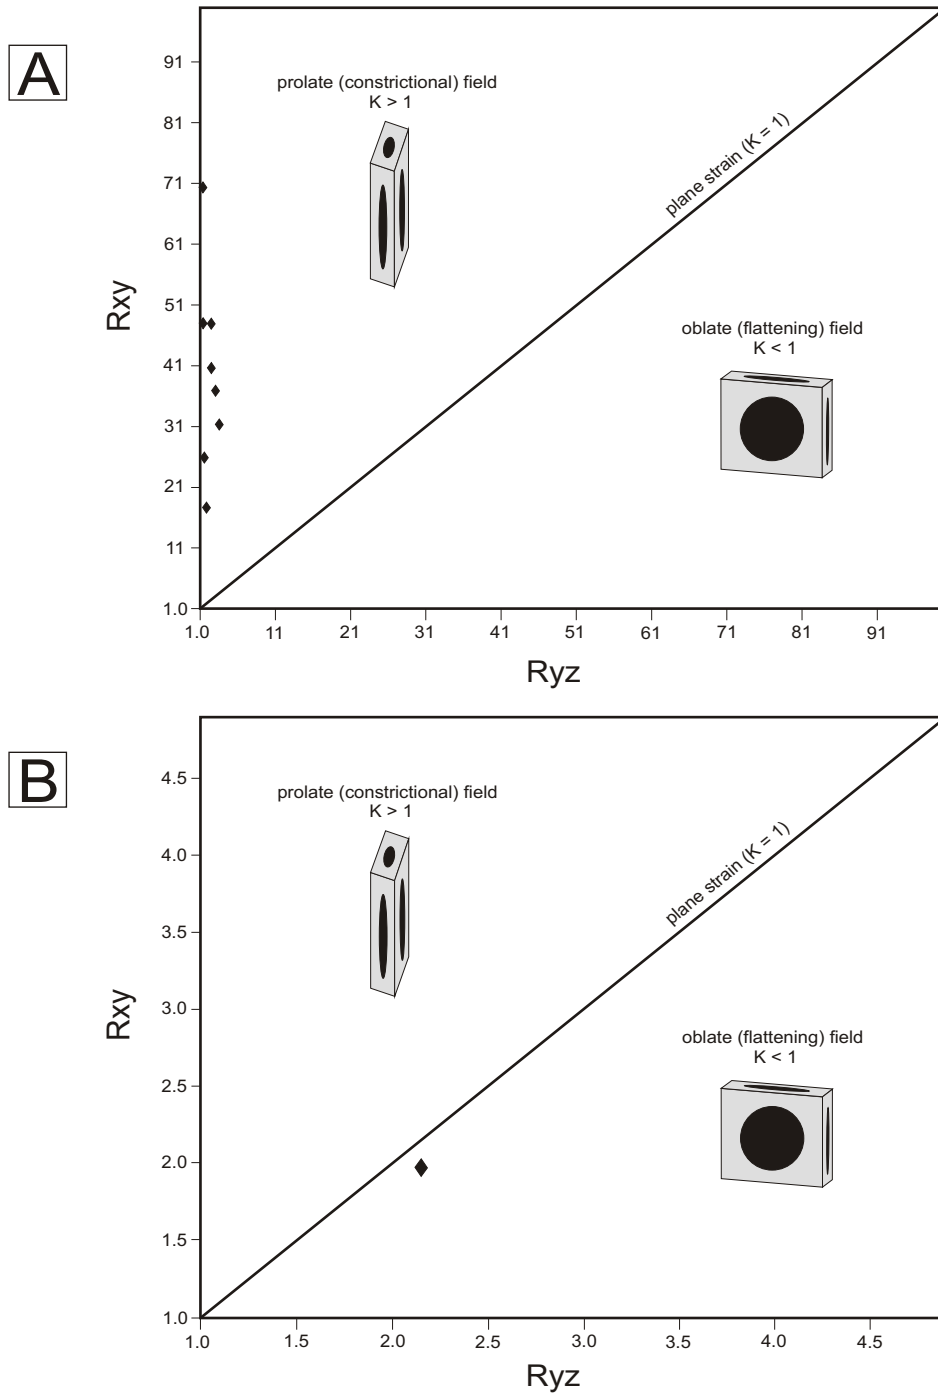 A
prolate (constrictional) field
K > 1
plane strain (K = 1)
oblate (flattening) field
K < 1
Rxy
91
81
71
61
51
41
31
21
11
1.0
1.0 11 21 31 41 51 61 71 81 91
Ryz
B
prolate (constrictional) field
K > 1
plane strain (K = 1)
oblate (flattening) field
K < 1
Rxy
4.5
4.0
3.5
3.0
2.5
2.0
1.5
1.0
1.0 1.5 2.0 2.5 3.0 3.5 4.0 4.5
Ryz